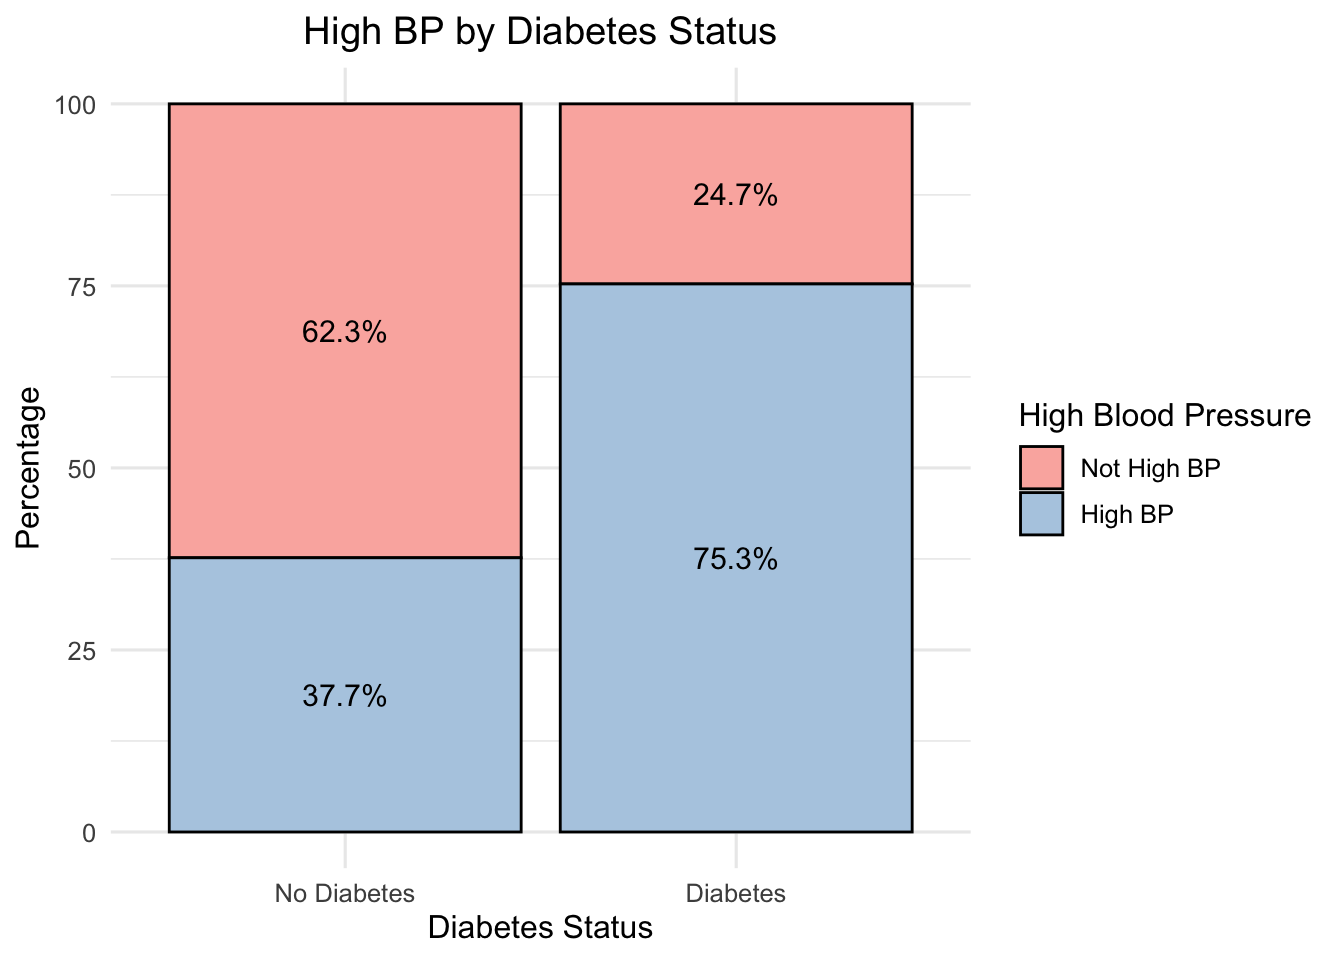 High BP by Diabetes Status
100
75
50
25
0
Percentage
62.3%
37.7%
24.7%
75.3%
No Diabetes
Diabetes
Diabetes Status
High Blood Pressure
Not High BP
High BP